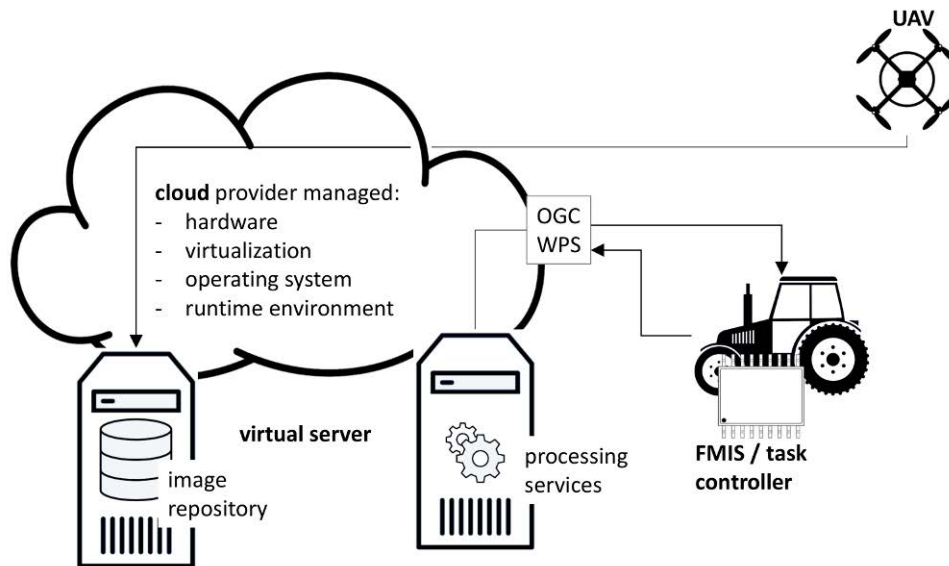 UAV
cloud provider managed:
- hardware
- virtualization
- operating system
- runtime environment
OGC
WPS
virtual server
image
repository
processing
services
FMIS / task
controller